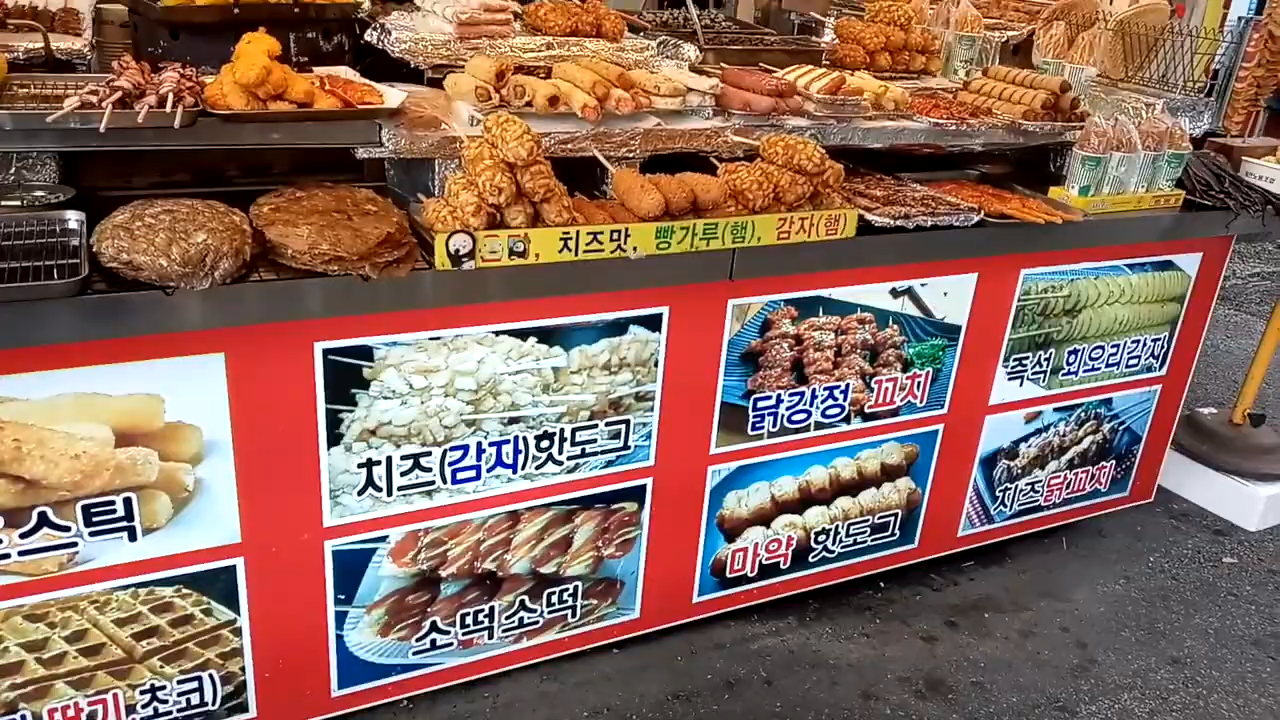 치즈맛, 빵가루(햄), 감자(햄)
스틱
치즈(감자)핫도그
닭강정 꼬치
즉석 회오리감자
소떡소떡
마약 핫도그
치즈닭꼬치
딸기,초코)